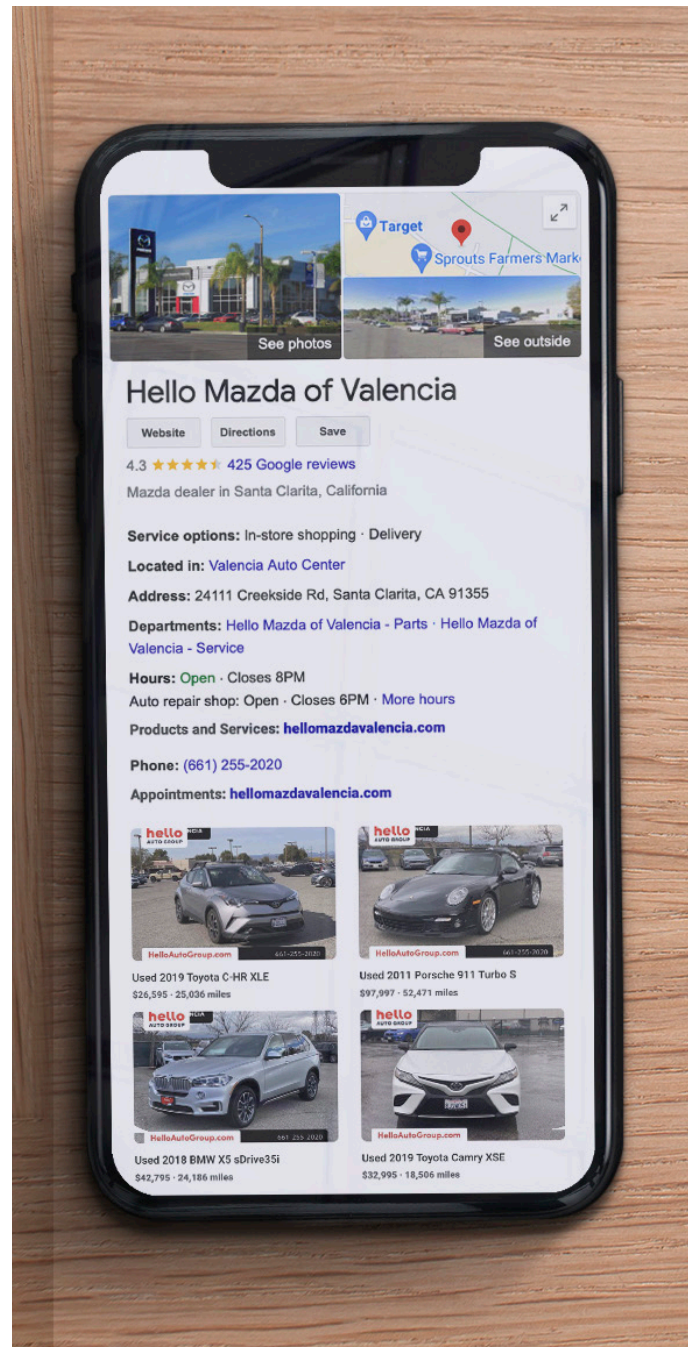 Target
Sprouts Farmers Mark
See photos
See outside
Hello Mazda of Valencia
Website Directions Save
4.3 425 Google reviews
Mazda dealer in Santa Clarita, California
Service options: In-store shopping · Delivery
Located in: Valencia Auto Center
Address: 24111 Creekside Rd, Santa Clarita, CA 91355
Departments: Hello Mazda of Valencia - Parts · Hello Mazda of
Valencia - Service
Hours: Open · Closes 8PM
Auto repair shop: Open · Closes 6PM · More hours
Products and Services: hellomazdavalencia.com
Phone: (661) 255-2020
Appointments: hellomazdavalencia.com
hello
AUTO GROUP
HelloAutoGroup.com 661-255-2020
Used 2019 Toyota C-HR XLE
$26,595 · 25,036 miles
hello
AUTO GROUP
HelloAutoGroup.com 661-255-2020
Used 2011 Porsche 911 Turbo S
$97,997 · 52,471 miles
hello
AUTO GROUP
HelloAutoGroup.com 661-255-2020
Used 2018 BMW X5 sDrive35i
$42,795 · 24,186 miles
hello
AUTO GROUP
HelloAutoGroup.com
Used 2019 Toyota Camry XSE
$32,995 · 18,506 miles